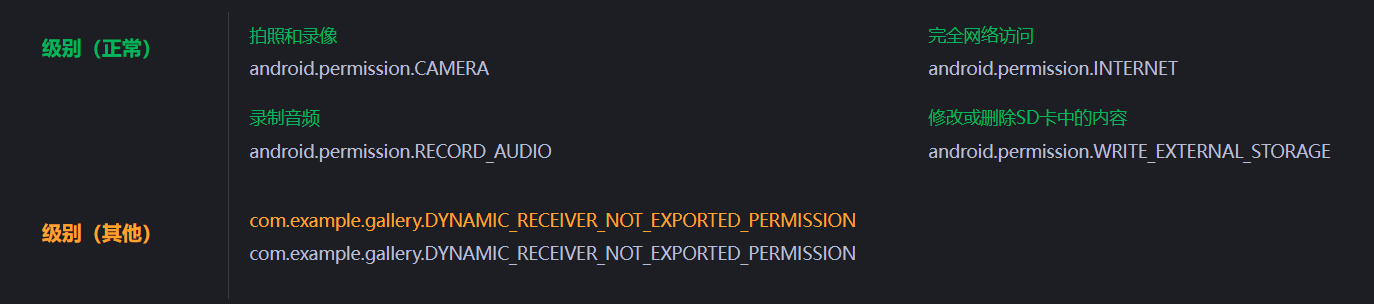 级别（正常）
拍照和录像
android.permission.CAMERA
完全网络访问
android.permission.INTERNET
录制音频
android.permission.RECORD_AUDIO
修改或删除SD卡中的内容
android.permission.WRITE_EXTERNAL_STORAGE
级别（其他）
com.example.gallery.DYNAMIC_RECEIVER_NOT_EXPORTED_PERMISSION
com.example.gallery.DYNAMIC_RECEIVER_NOT_EXPORTED_PERMISSION